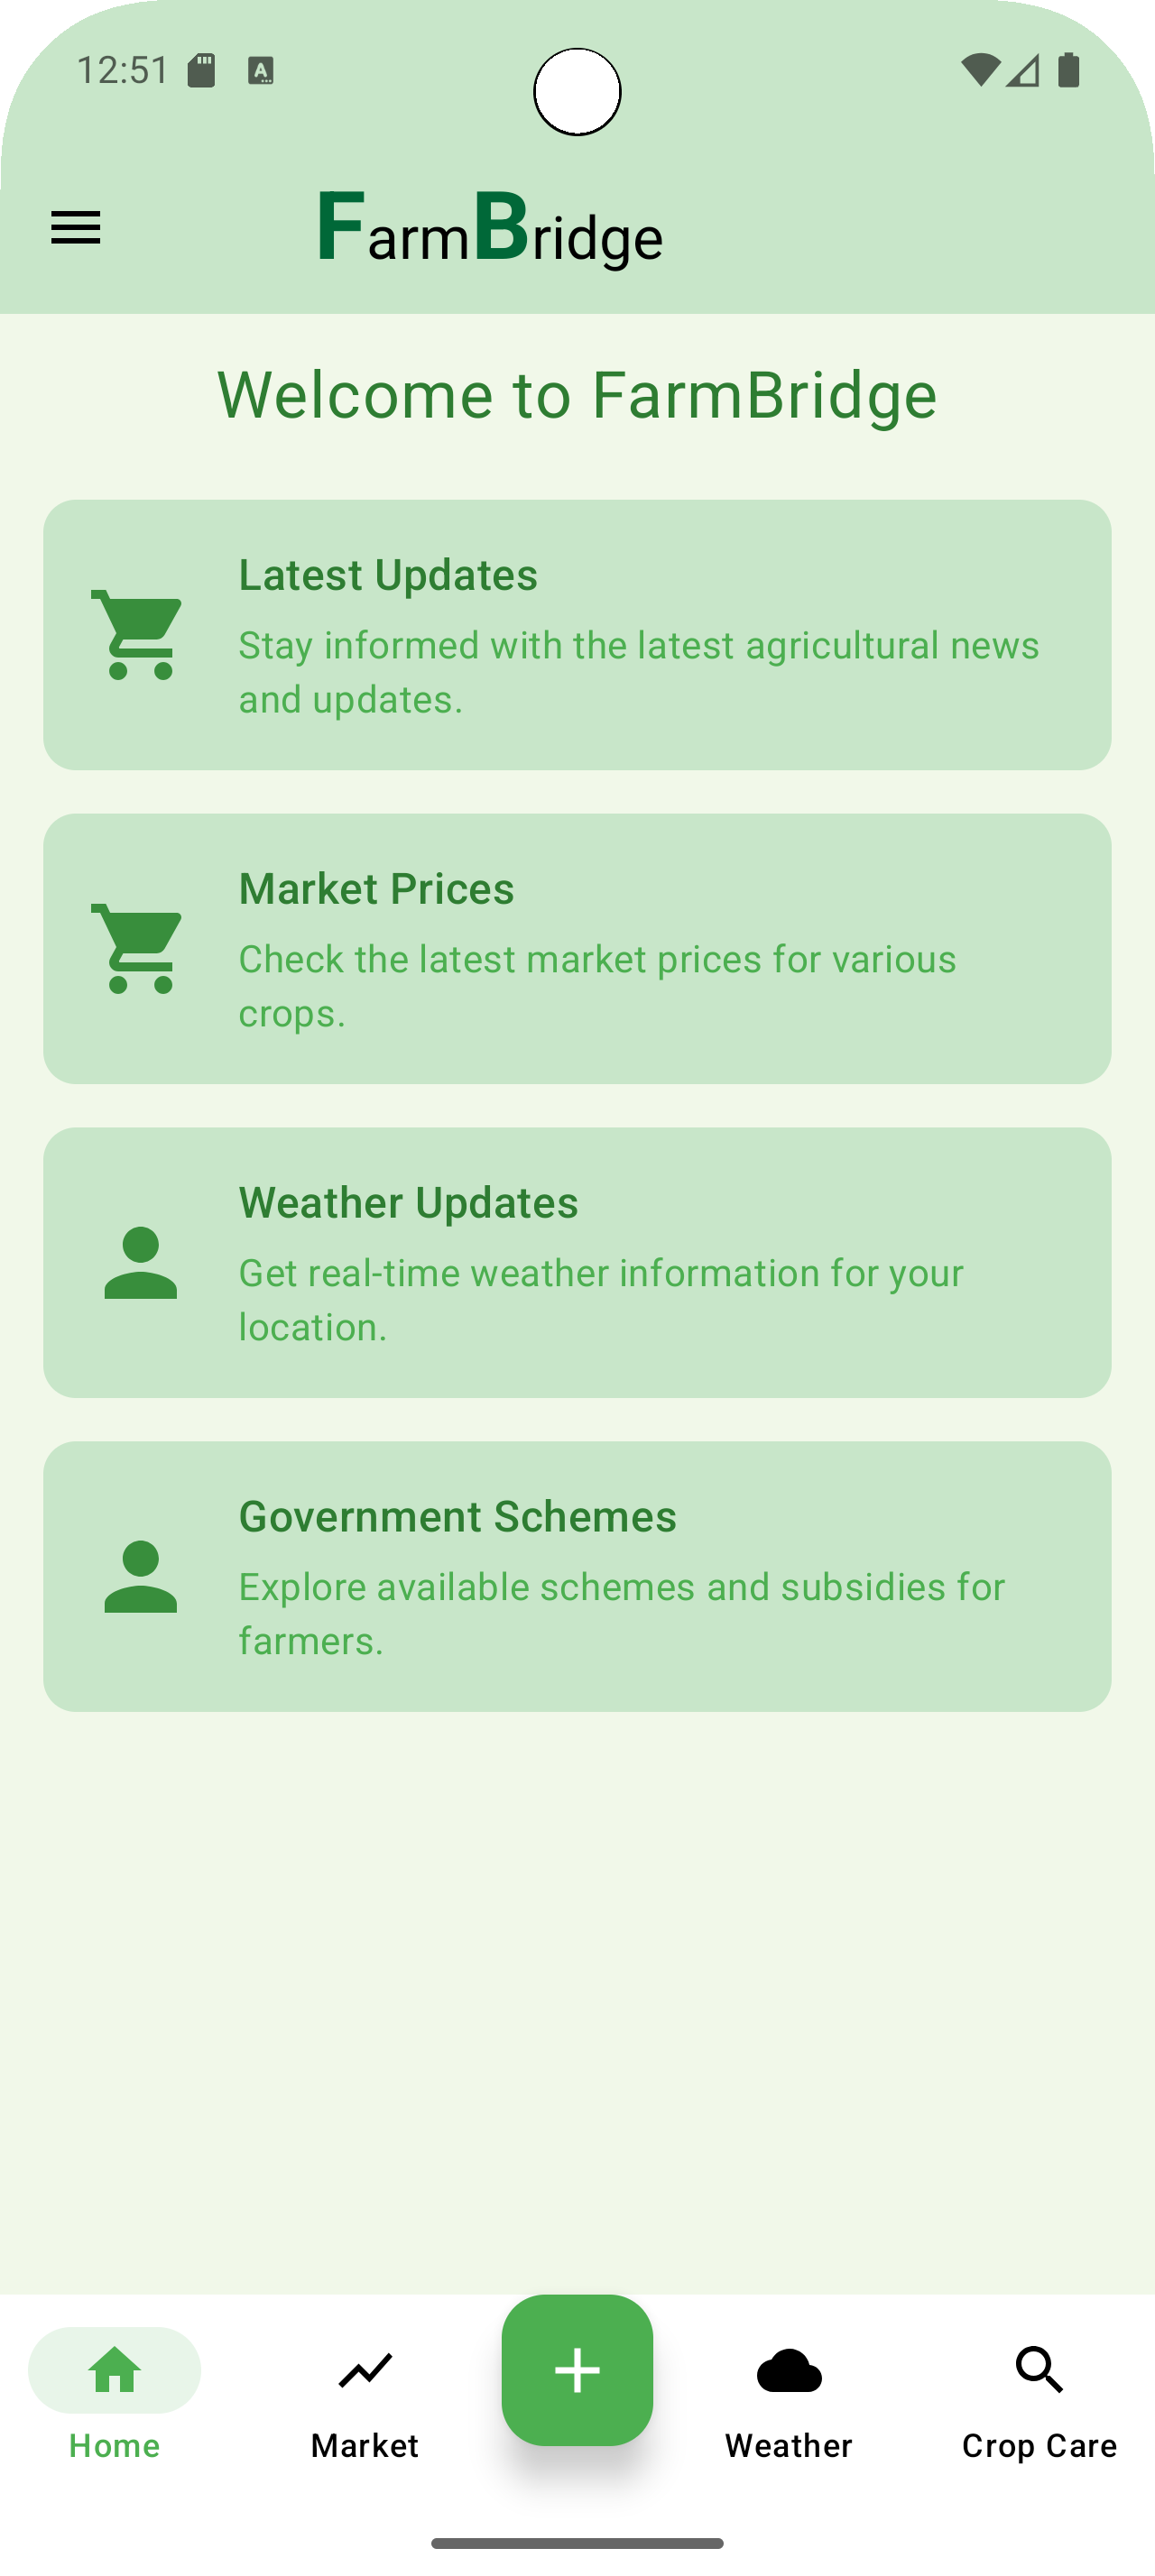 12:51
FarmBridge
Welcome to FarmBridge
Latest Updates
Stay informed with the latest agricultural news
and updates.
Market Prices
Check the latest market prices for various
crops.
Weather Updates
Get real-time weather information for your
location.
Government Schemes
Explore available schemes and subsidies for
farmers.
Home
Market
Weather
Crop Care